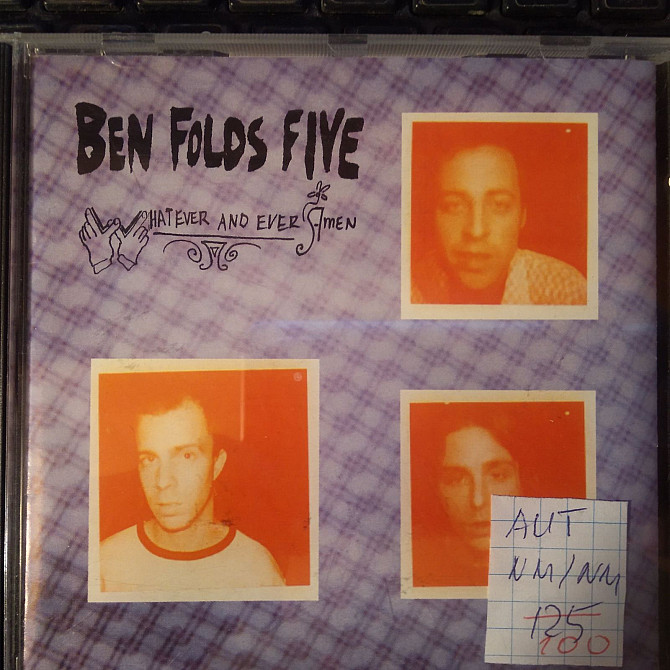 BEN FOLDS FIVE
WHATEVER AND EVER AMEN
AUT
NM/NM
125
100